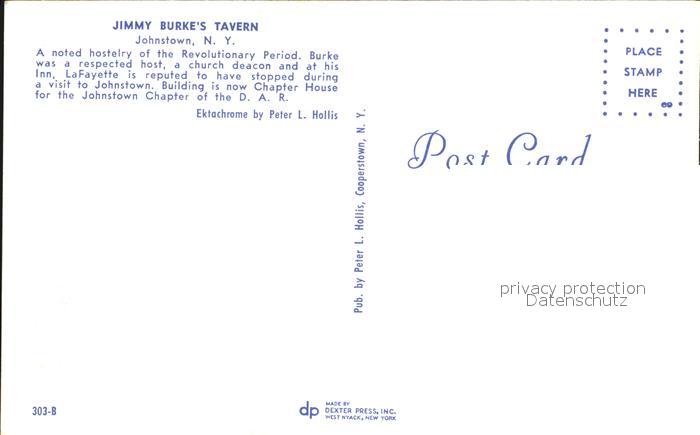 JIMMY BURKE'S TAVERN
Johnstown, N. Y.
A noted hostelry of the Revolutionary Period. Burke
was a respected host, a church deacon and at his
Inn, LaFayette is reputed to have stopped during
a visit to Johnstown. Building is now Chapter House
for the Johnstown Chapter of the D. A. R.
Ektachrome by Peter L. Hollis
Pub. by Peter L. Hollis, Cooperstown, N. Y.
PLACE
STAMP
HERE
Post Card
privacy protection
Datenschutz
303-B
dp
MADE BY
DEXTER PRESS, INC.
WEST NYACK, NEW YORK